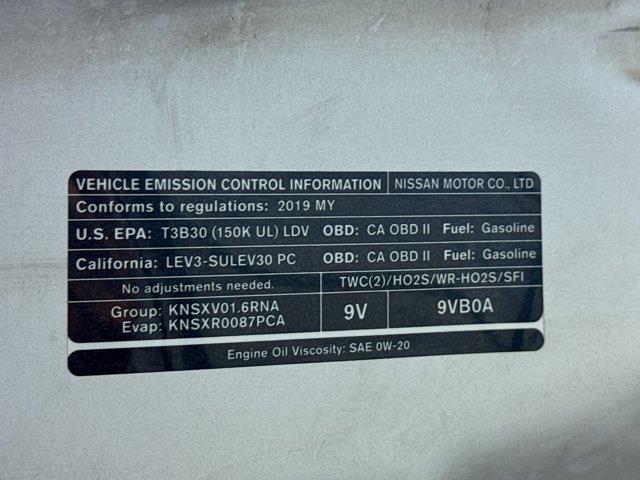 VEHICLE EMISSION CONTROL INFORMATION NISSAN MOTOR CO., LTD
Conforms to regulations: 2019 MY
U.S. EPA: T3B30 (150K UL) LDV OBD: CA OBD II Fuel: Gasoline
California: LEV3-SULEV30 PC OBD: CA OBD II Fuel: Gasoline
No adjustments needed. TWC(2)/HO2S/WR-HO2S/SFI
Group: KNSXV01.6RNA
Evap: KNSXR0087PCA
9V
9VB0A
Engine Oil Viscosity: SAE 0W-20